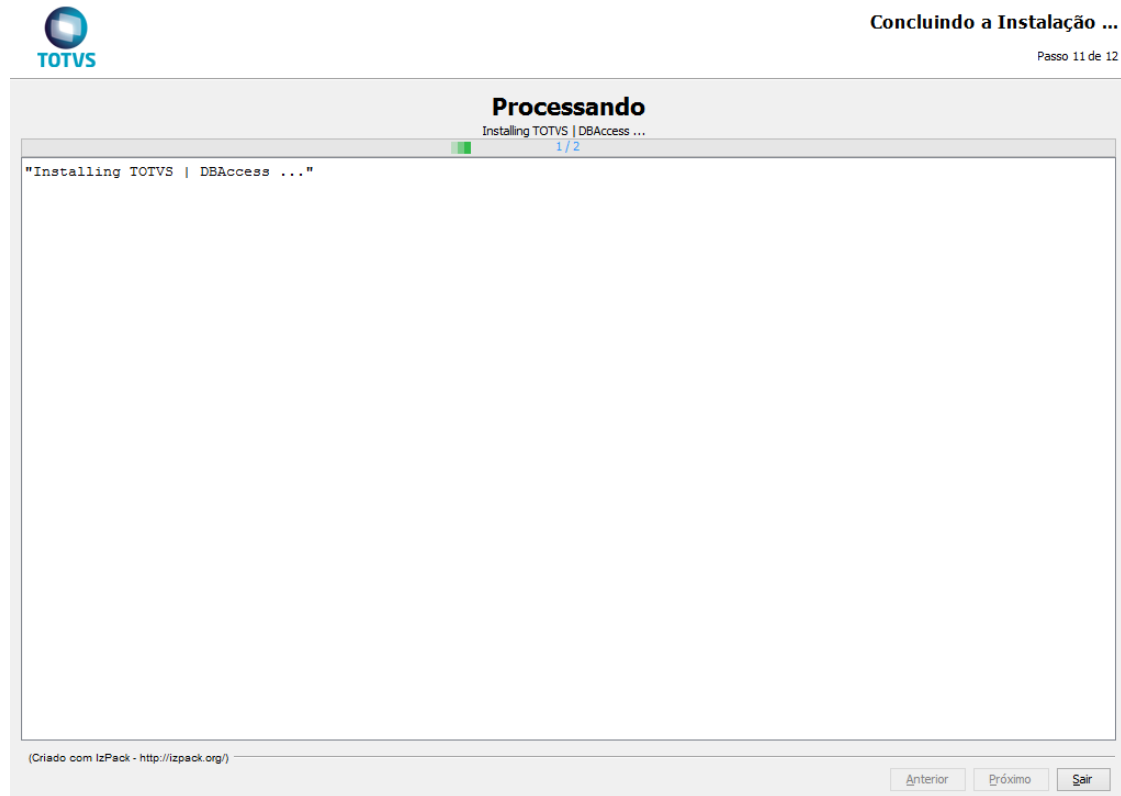 TOTVS
Concluindo a Instalação ...
Passo 11 de 12
Processando
Installing TOTVS | DBAccess ...
1 / 2
"Installing TOTVS | DBAccess ..."
(Criado com IzPack - http://izpack.org/)
Anterior Próximo Sair